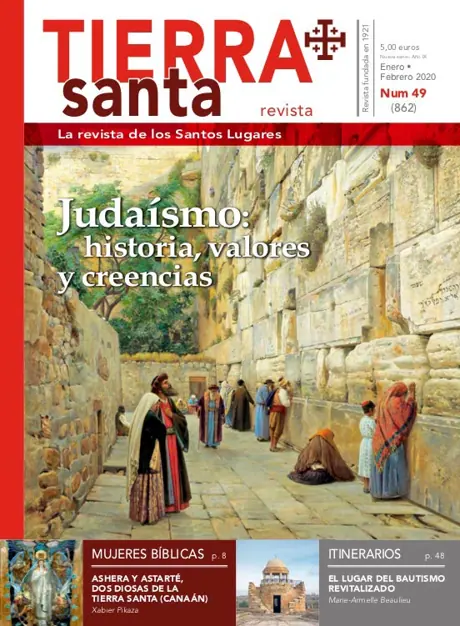 TIERRA
santa
revista
La revista de los Santos Lugares
Revista fundada en 1921
5,00 euros
Enero •
Febrero 2020
Num 49
(862)
Judaísmo:
historia, valores
y creencias
MUJERES BÍBLICAS p. 8
ASHERA Y ASTARTÉ,
DOS DIOSAS DE LA
TIERRA SANTA (CANAÁN)
Xabier Pikaza
ITINERARIOS p. 48
EL LUGAR DEL BAUTISMO
REVITALIZADO
Marie-Armelle Beaulieu